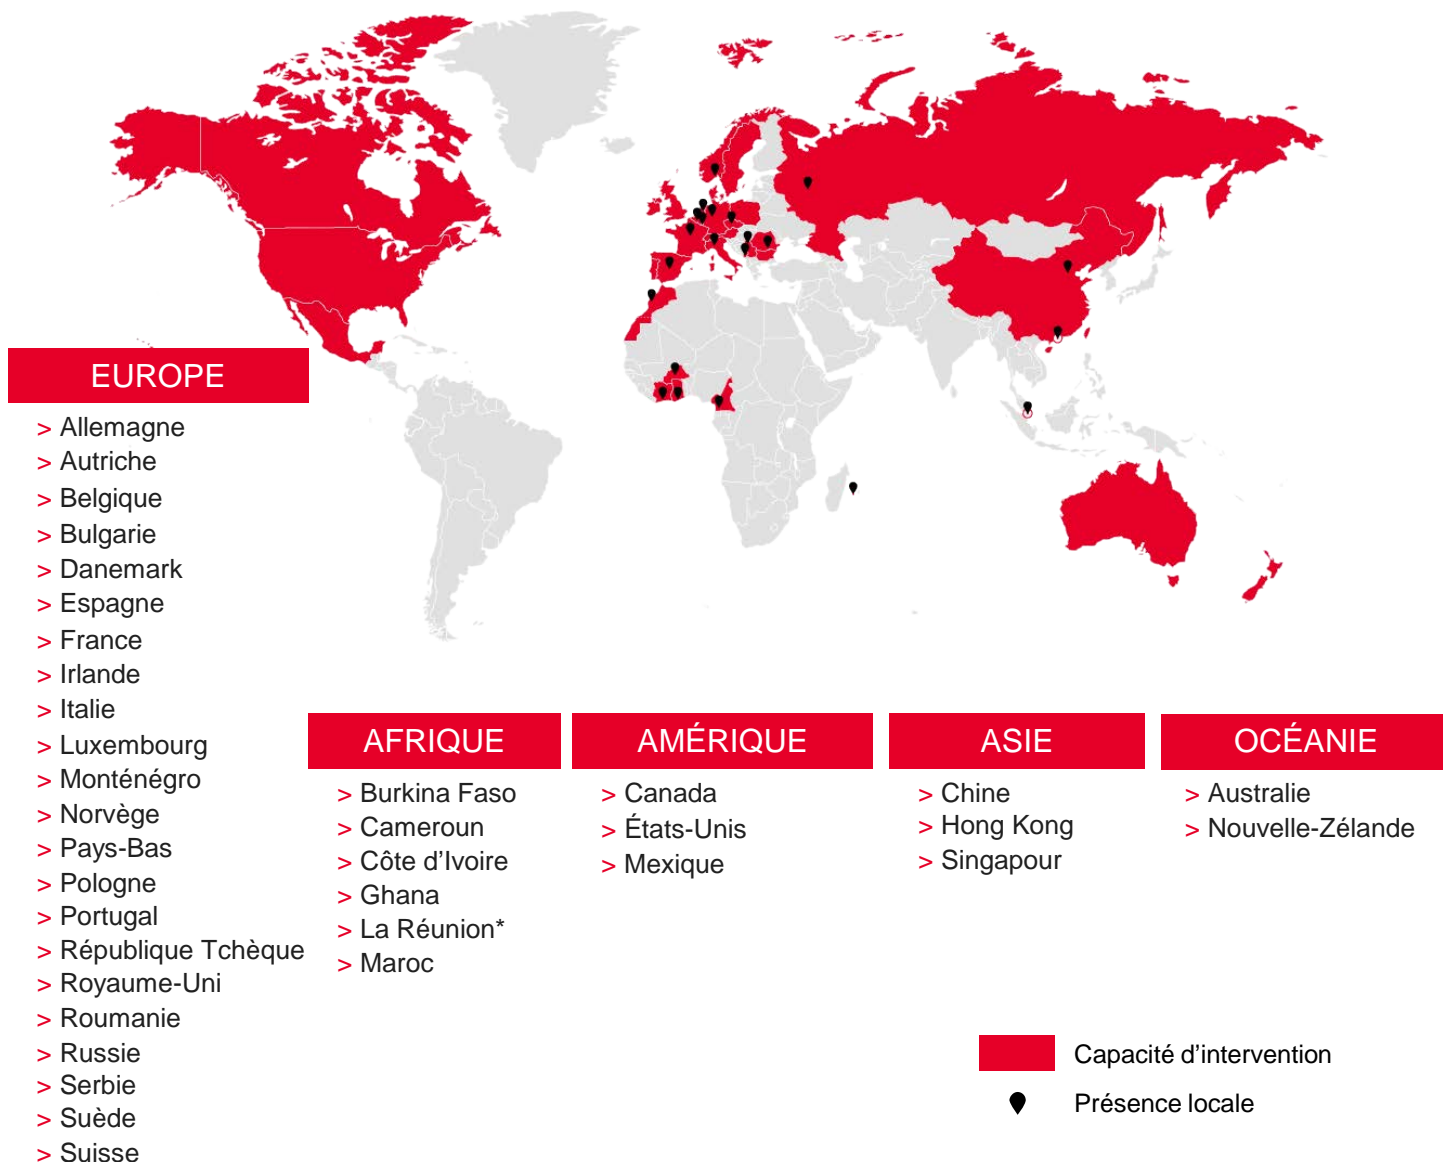 EUROPE
> Allemagne
> Autriche
> Belgique
> Bulgarie
> Danemark
> Espagne
> France
> Irlande
> Italie
> Luxembourg
> Monténégro
> Norvège
> Pays-Bas
> Pologne
> Portugal
> République Tchèque
> Royaume-Uni
> Roumanie
> Russie
> Serbie
> Suède
> Suisse
AFRIQUE
> Burkina Faso
> Cameroun
> Côte d’Ivoire
> Ghana
> La Réunion*
> Maroc
AMÉRIQUE
> Canada
> États-Unis
> Mexique
ASIE
> Chine
> Hong Kong
> Singapour
OCÉANIE
> Australie
> Nouvelle-Zélande
Capacité d’intervention
Présence locale